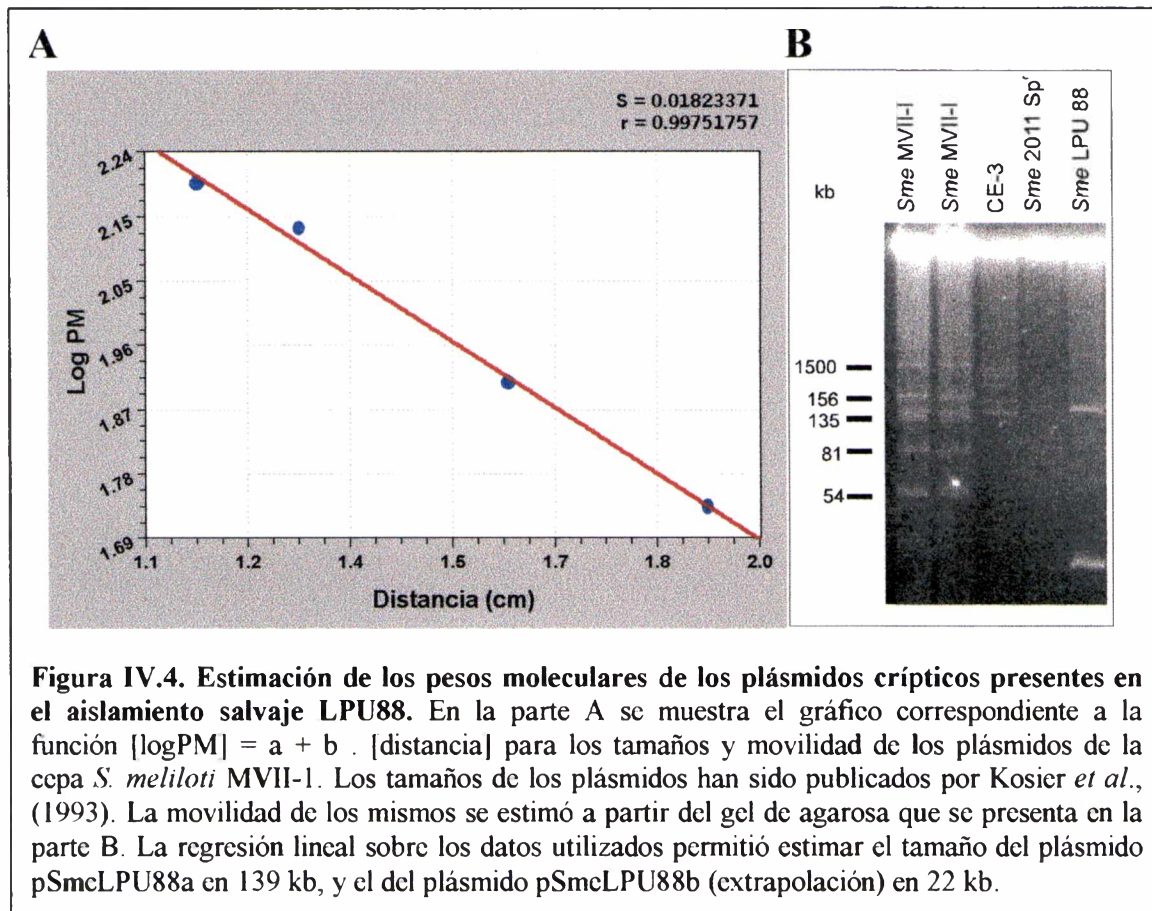 A
B
S = 0.01823371
r = 0.99751757
2.24
2.15
2.05
1.96
1.87
1.78
1.69
Log PM
1.1
1.2
1.4
1.5
1.7
1.8
2.0
Distancia (cm)
kb
Sme MVII-I
Sme MVII-I
CE-3
Sme 2011 Spʳ
Sme LPU 88
1500
156
135
81
54
Figura IV.4. Estimación de los pesos moleculares de los plásmidos crípticos presentes en
el aislamiento salvaje LPU88. En la parte A se muestra el gráfico correspondiente a la
función [logPM] = a + b . [distancia] para los tamaños y movilidad de los plásmidos de la
cepa S. meliloti MVII-1. Los tamaños de los plásmidos han sido publicados por Kosier et al.,
(1993). La movilidad de los mismos se estimó a partir del gel de agarosa que se presenta en la
parte B. La regresión lineal sobre los datos utilizados permitió estimar el tamaño del plásmido
pSmeLPU88a en 139 kb, y el del plásmido pSmeLPU88b (extrapolación) en 22 kb.